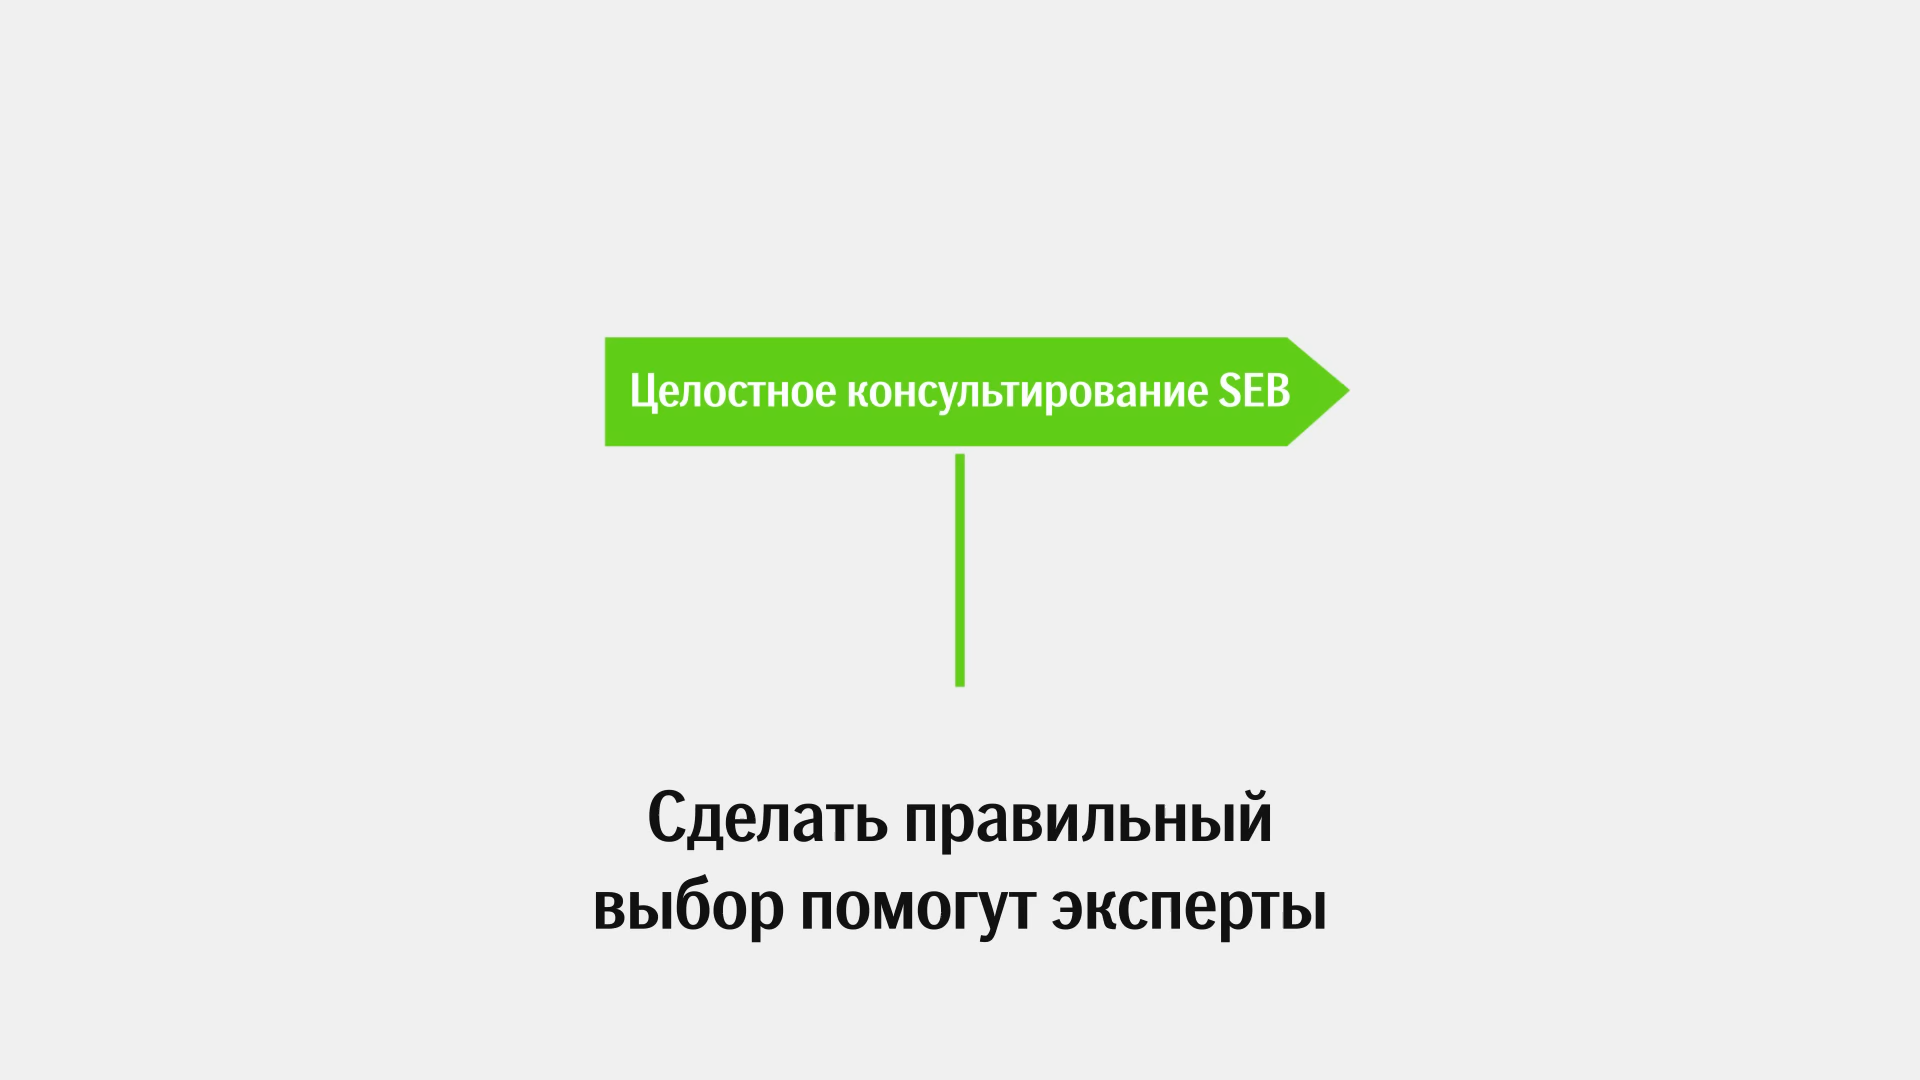 Целостное консультирование SEB
Сделать правильный
выбор помогут эксперты